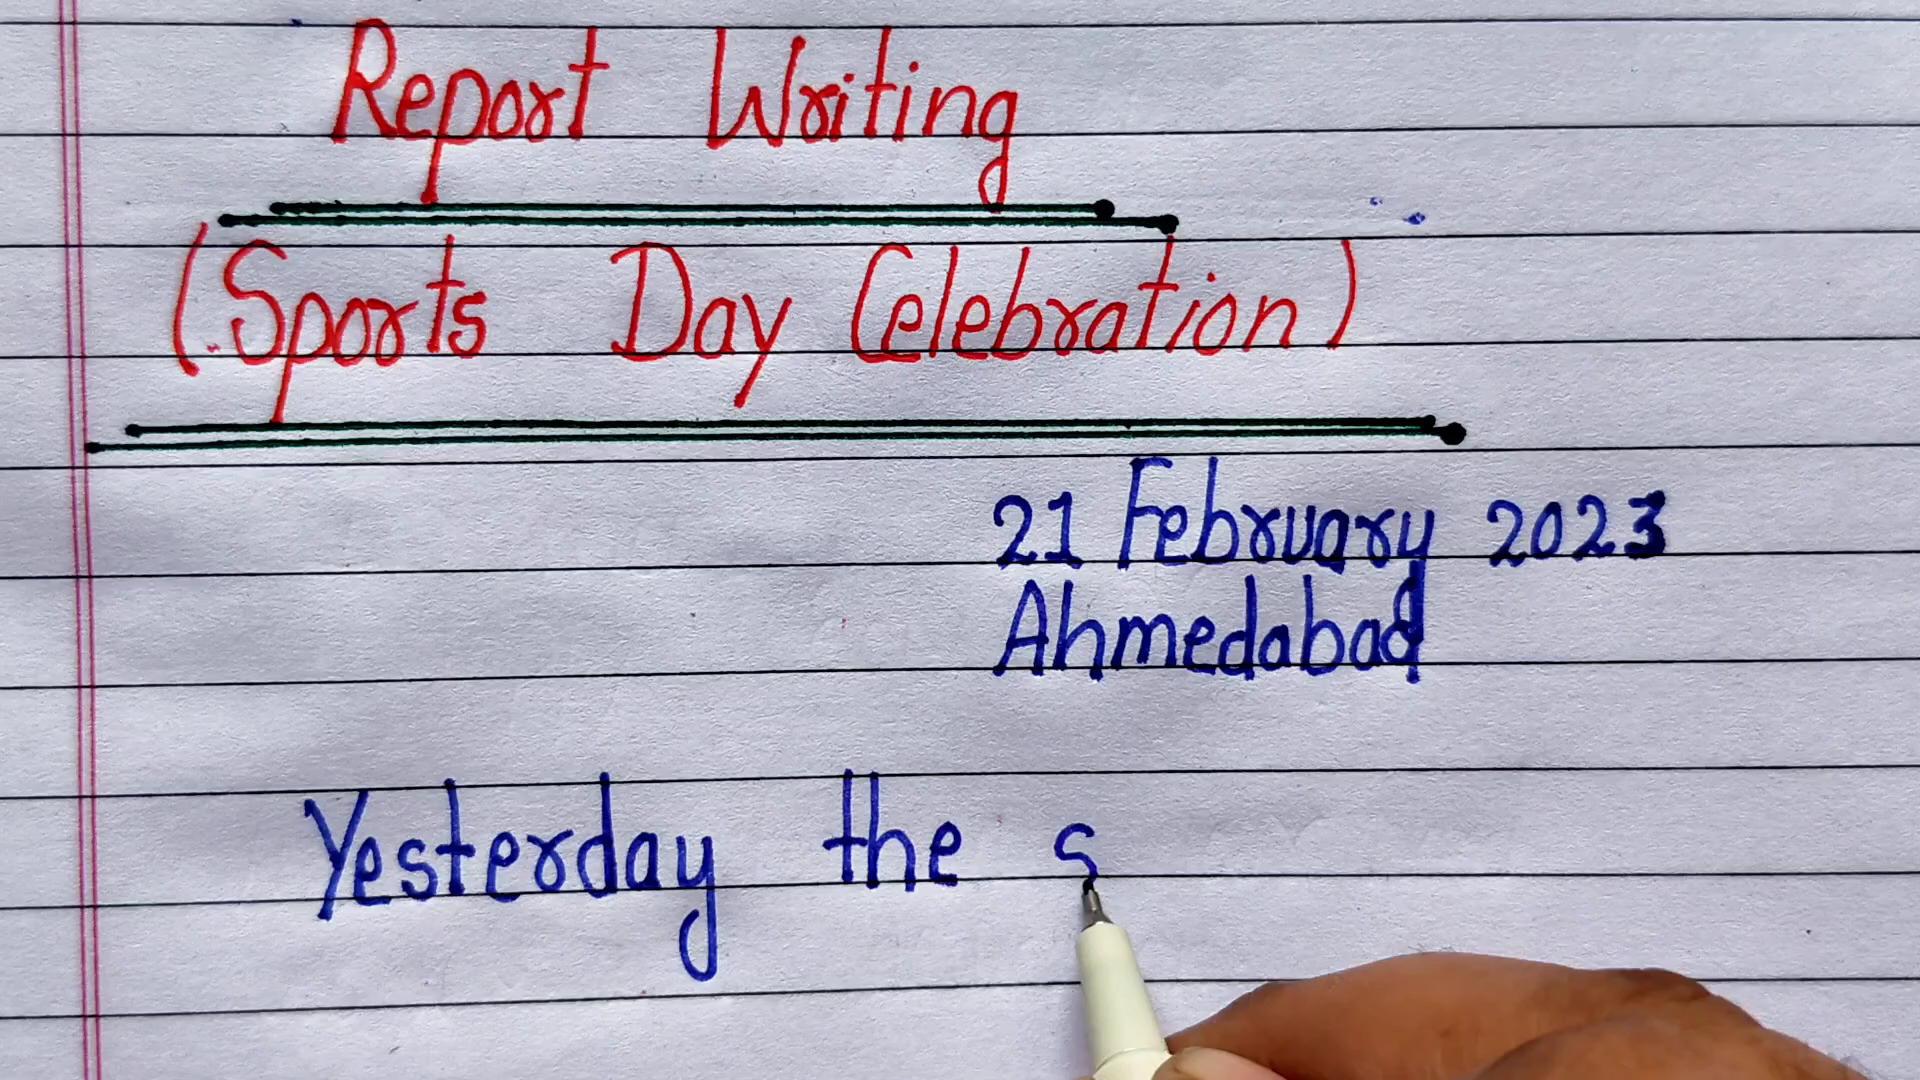 Report Writing
(Sports Day Celebration)
21 February 2023
Ahmedabad
Yesterday the s